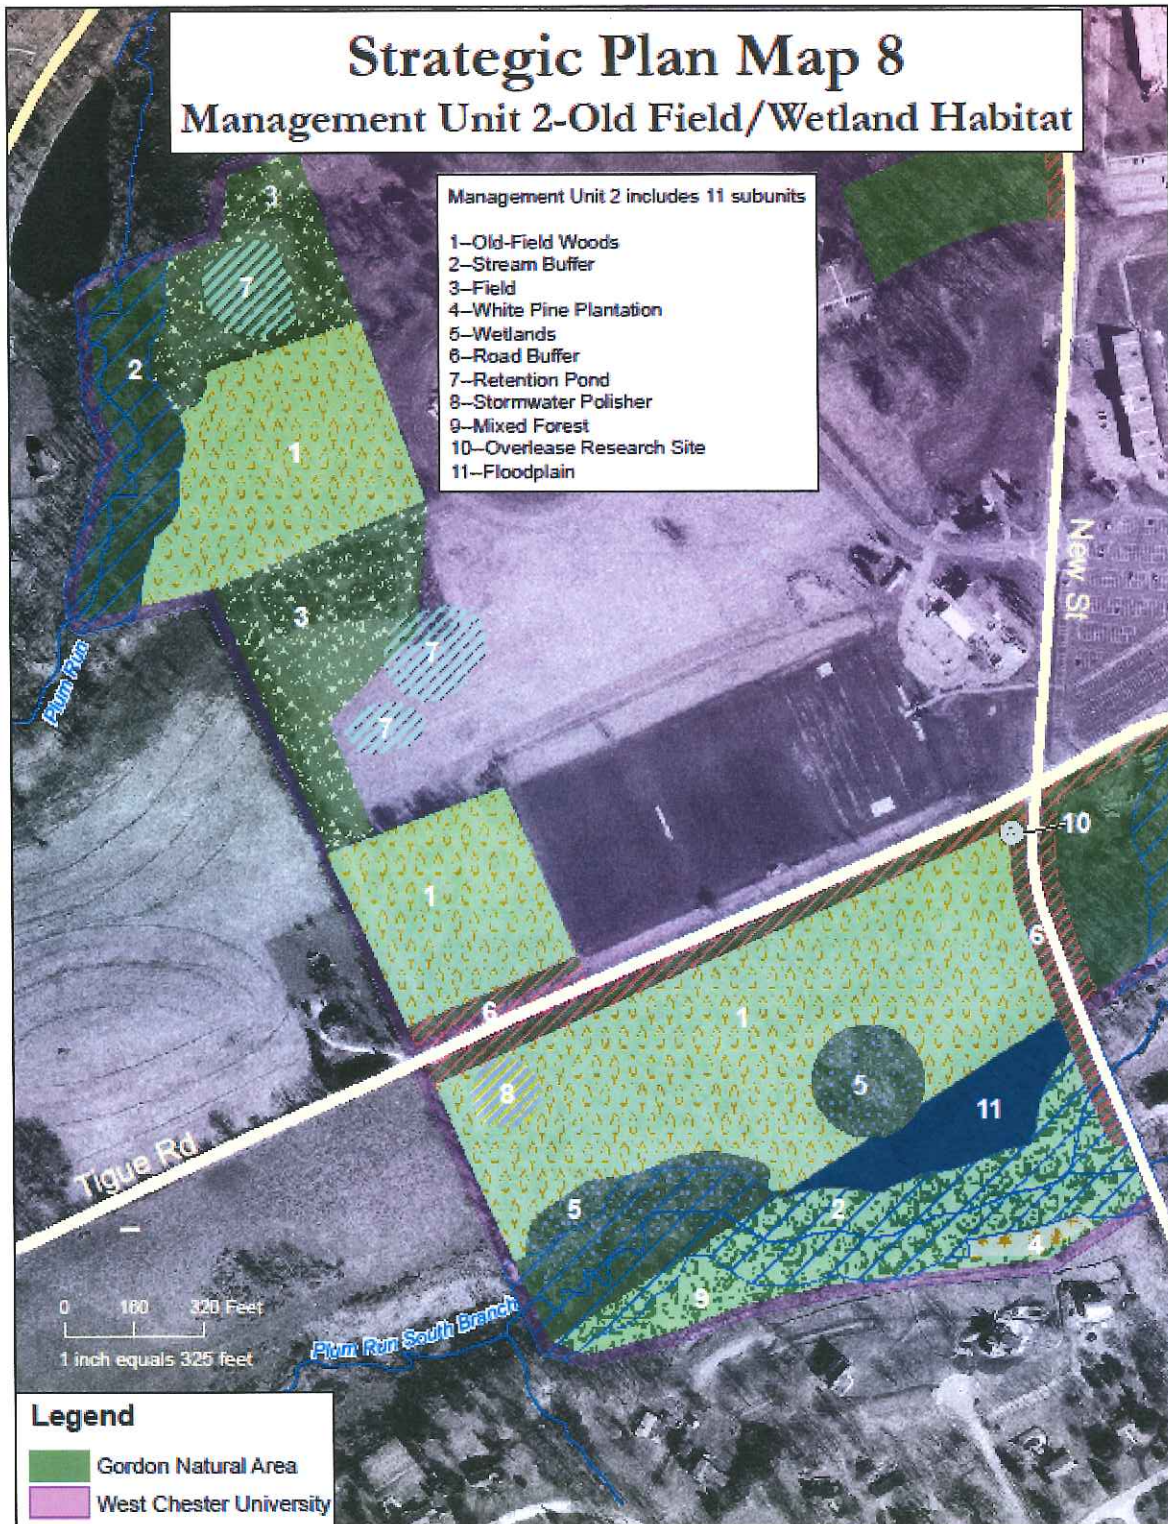 Strategic Plan Map 8
Management Unit 2-Old Field/Wetland Habitat
Management Unit 2 includes 11 subunits
1--Old-Field Woods
2--Stream Buffer
3--Field
4--White Pine Plantation
5--Wetlands
6--Road Buffer
7--Retention Pond
8--Stormwater Polisher
9--Mixed Forest
10--Overlease Research Site
11--Floodplain
3
7
2
1
New St
3
7
Plum Run
7
10
1
6
6
1
8
5
11
Tigue Rd
5
2
4
9
0 160 320 Feet
1 inch equals 325 feet
Plum Run South Branch
Legend
Gordon Natural Area
West Chester University